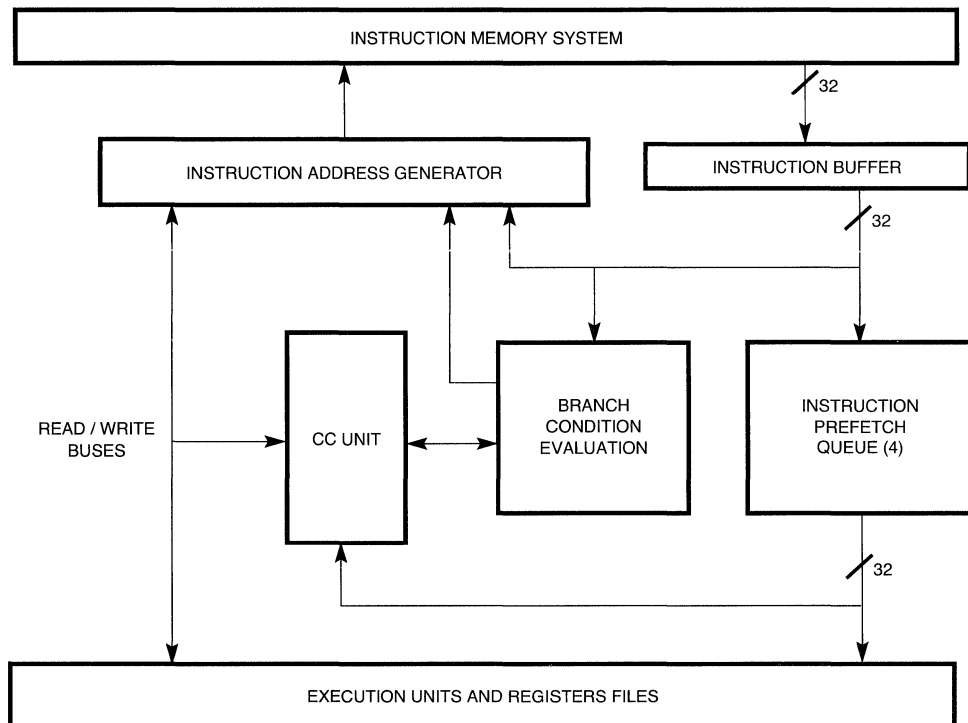 INSTRUCTION MEMORY SYSTEM
32
INSTRUCTION ADDRESS GENERATOR
INSTRUCTION BUFFER
32
READ / WRITE
BUSES
CC UNIT
BRANCH
CONDITION
EVALUATION
INSTRUCTION
PREFETCH
QUEUE (4)
32
EXECUTION UNITS AND REGISTERS FILES